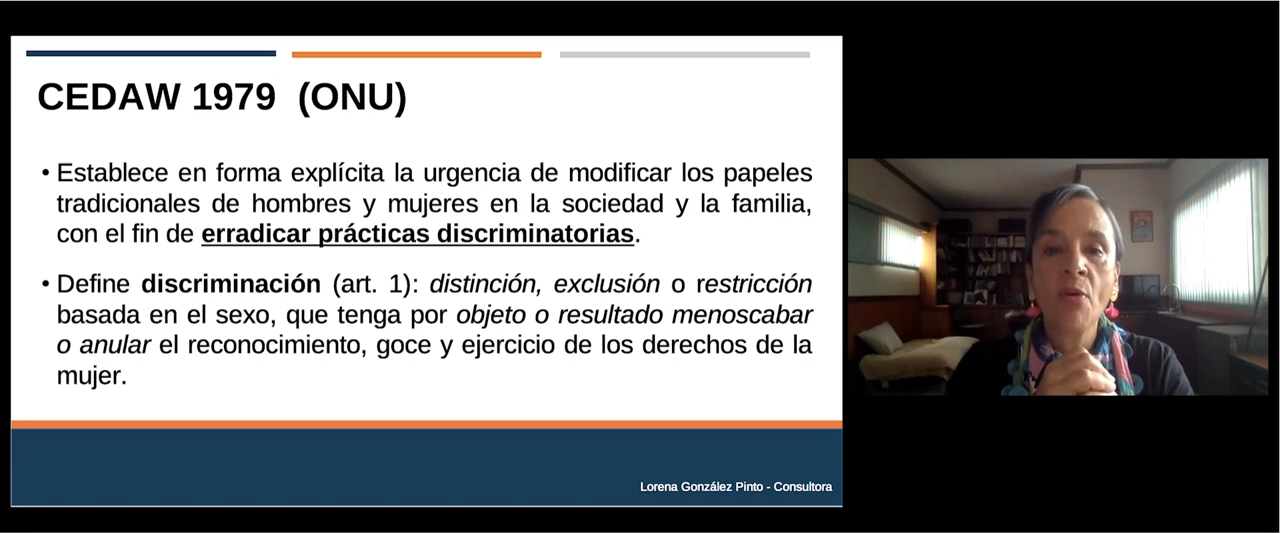 CEDAW 1979 (ONU)
• Establece en forma explícita la urgencia de modificar los papeles
tradicionales de hombres y mujeres en la sociedad y la familia,
con el fin de erradicar prácticas discriminatorias.
• Define discriminación (art. 1): distinción, exclusión o restricción
basada en el sexo, que tenga por objeto o resultado menoscabar
o anular el reconocimiento, goce y ejercicio de los derechos de la
mujer.
Lorena González Pinto - Consultora